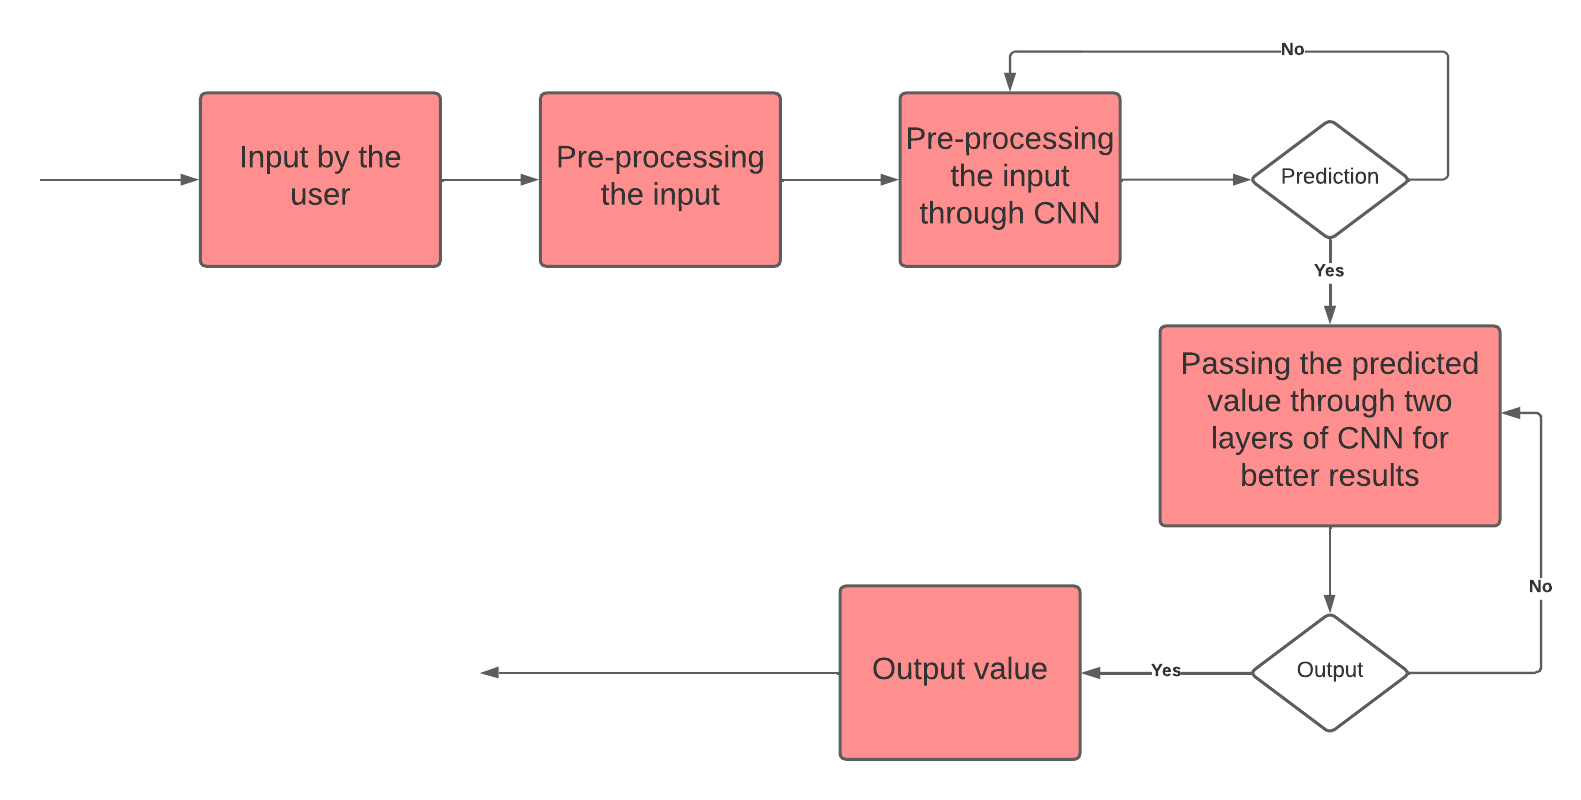 No
Input by the
user
Pre-processing
the input
Pre-processing
the input
through CNN
Prediction
Yes
Passing the predicted
value through two
layers of CNN for
better results
No
Output value
Yes
Output